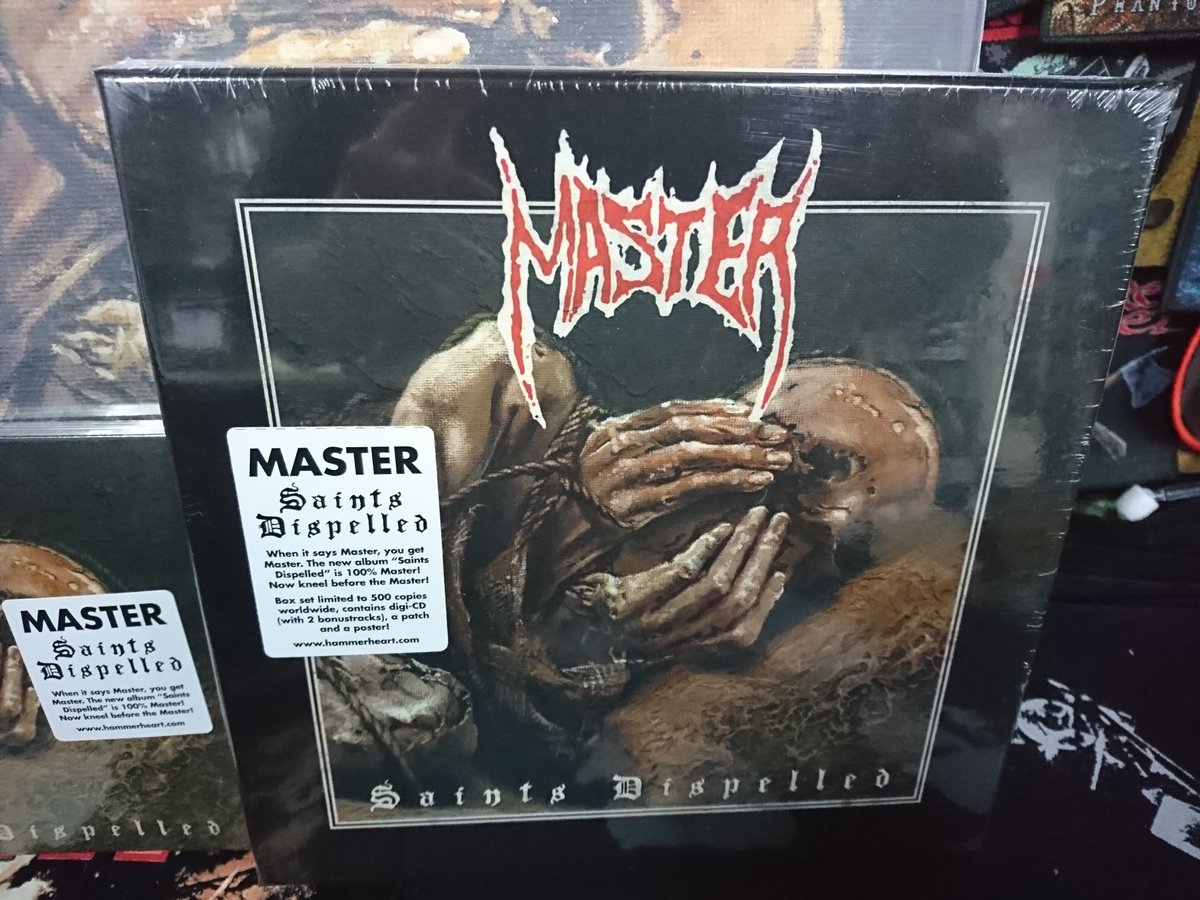 PHANTO
MASTER
MASTER
Saints
Dispelled
When it says Master, you get
Master. The new album "Saints
Dispelled" is 100% Master!
Now kneel before the Master!
Box set limited to 500 copies
worldwide, contains digi-CD
(with 2 bonustracks), a patch
and a poster!
www.hammerheart.com
Saints Dispelled
MASTER
Saints
Dispelled
When it says Master, you get
Master. The new album "Saints
Dispelled" is 100% Master!
Now kneel before the Master!
www.hammerheart.com
Dispelled